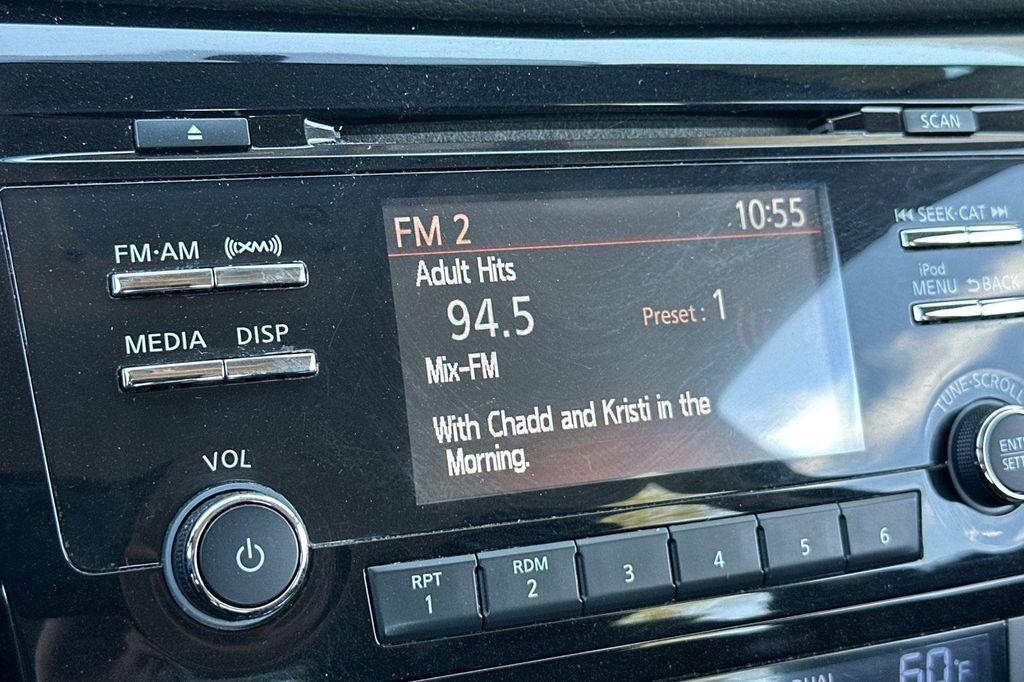 SCAN
FM 2 10:55
Adult Hits
94.5 Preset : 1
Mix-FM
With Chadd and Kristi in the
Morning.
FM·AM ((XM))
MEDIA DISP
VOL
SEEK·CAT
iPod
MENU BACK
TUNE·SCROLL
RPT
1
RDM
2
3
4
5
6
60°F